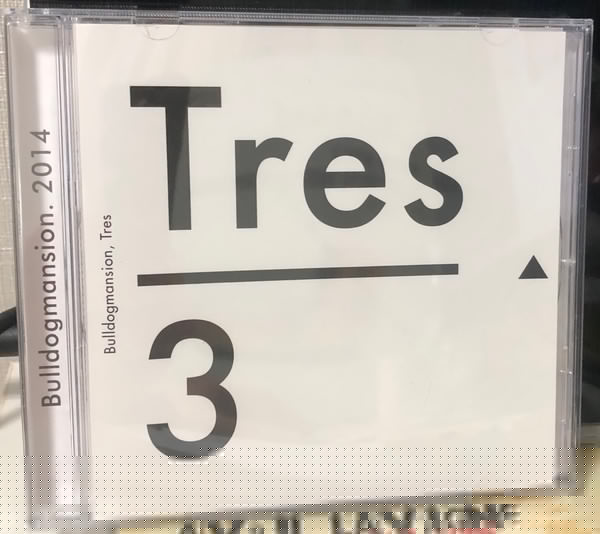 Bulldogmansion. 2014
Bulldogmansion, Tres
Tres
3